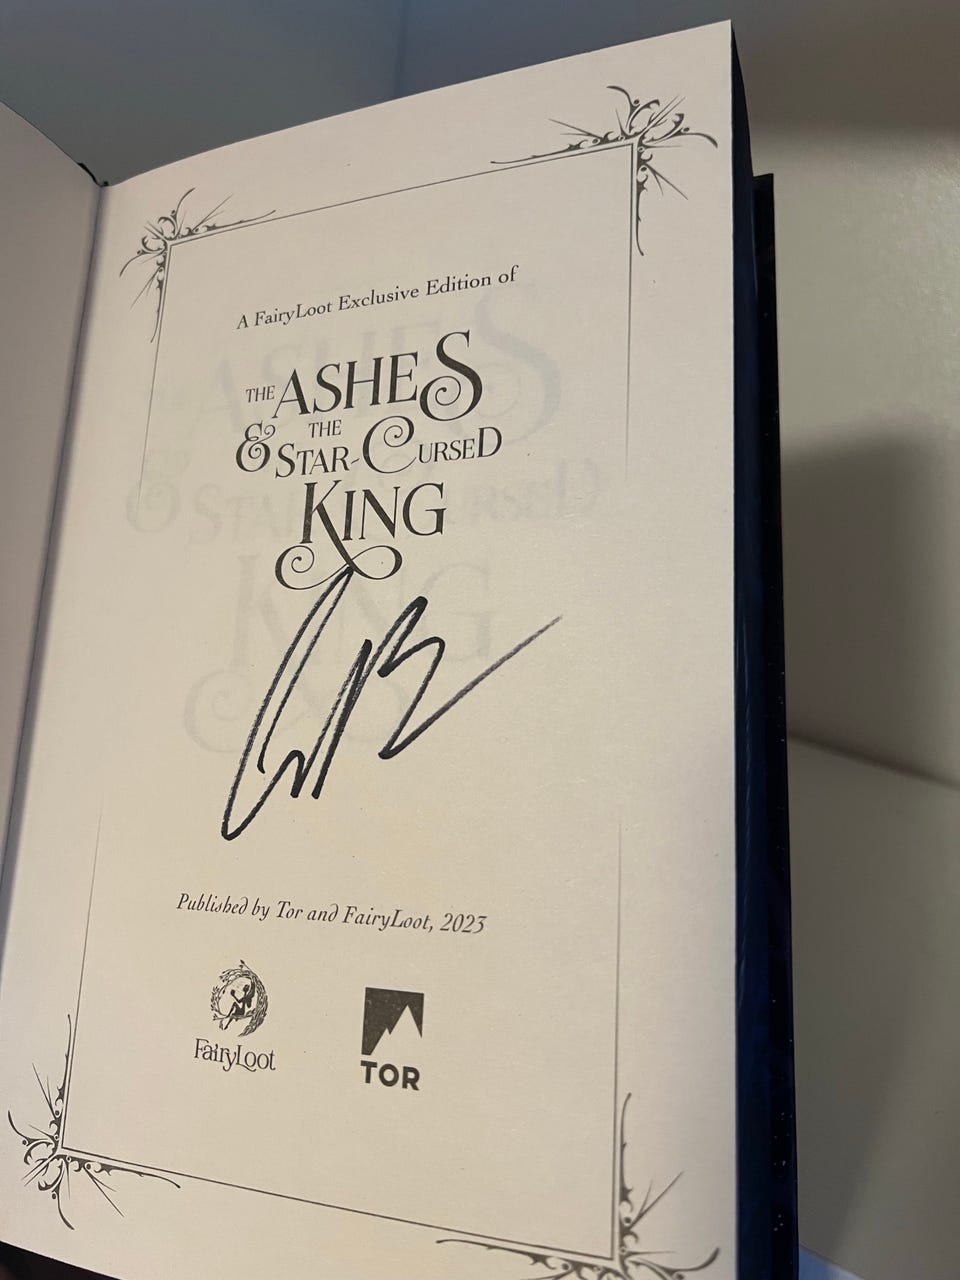 A FairyLoot Exclusive Edition of
THE ASHES
& THE
STAR-CURSED
KING
Published by Tor and FairyLoot, 2023
FairyLoot
TOR